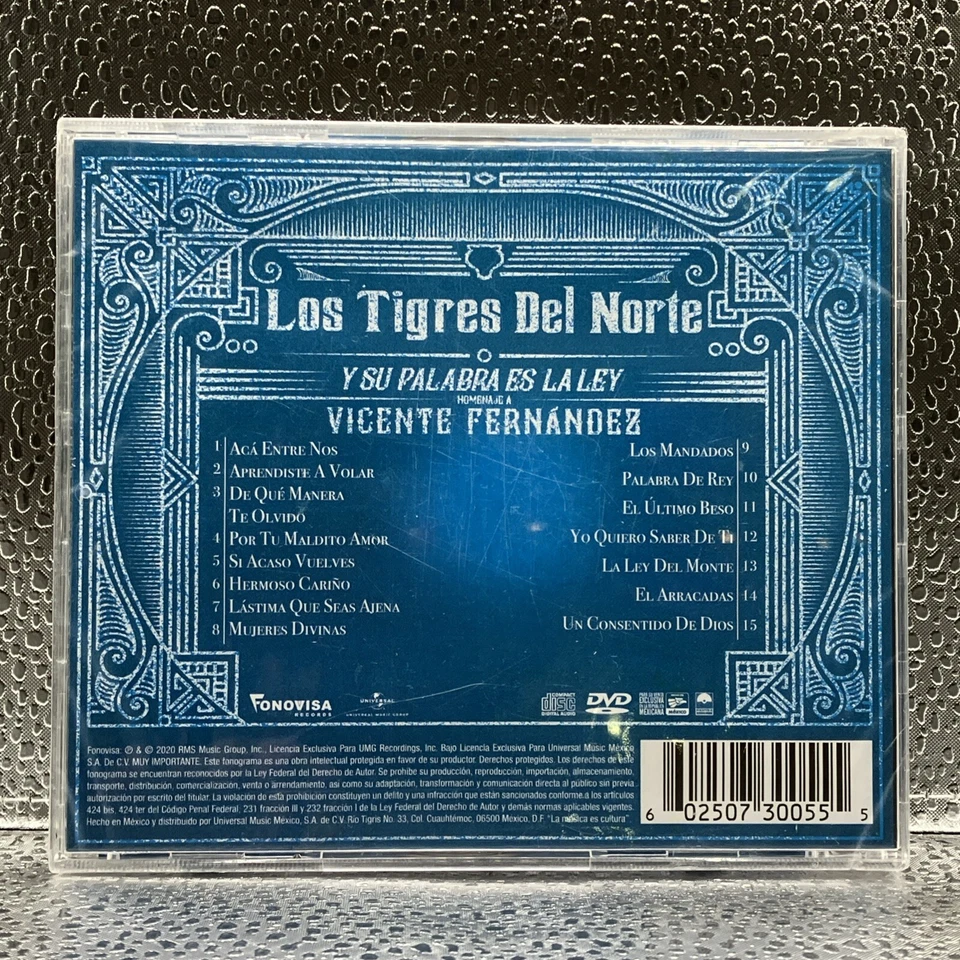 Los Tigres Del Norte
Y SU PALABRA ES LA LEY
HOMENAJE A
VICENTE FERNÁNDEZ
1 Acá Entre Nos
2 Aprendiste A Volar
3 De Qué Manera
Te Olvido
4 Por Tu Maldito Amor
5 Si Acaso Vuelves
6 Hermoso Cariño
7 Lástima Que Seas Ajena
8 Mujeres Divinas
Los Mandados 9
Palabra De Rey 10
El Último Beso 11
Yo Quiero Saber De Ti 12
La Ley Del Monte 13
El Arracadas 14
Un Consentido De Dios 15
FONOVISA
RECORDS
UNIVERSAL
UNIVERSAL MUSIC GROUP
COMPACT
disc
DIGITAL AUDIO
DVD
VIDEO
EXCLUSIVA
MEXICANA
Fonovisa: ℗ & © 2020 RMS Music Group, Inc., Licencia Exclusiva Para UMG Recordings, Inc. Bajo Licencia Exclusiva Para Universal Music México
S.A. De C.V. MUY IMPORTANTE. Este fonograma es una obra intelectual protegida en favor de su productor. Derechos protegidos. Los derechos de este
fonograma se encuentran reconocidos por la Ley Federal del Derecho de Autor. Se prohibe su producción, reproducción, importación, almacenamiento,
transporte, distribución, comercialización, venta o arrendamiento, así como su adaptación, transformación y comunicación directa al público sin previa
autorización por escrito del titular. La violación de esta prohibición constituyen un delito y una infracción que están sancionados conforme a los artículos
424 bis, 424 ter del Código Penal Federal, 231 fracción III y 232 fracción I de la Ley Federal del Derecho de Autor y demás normas aplicables vigentes.
Hecho en México y distribuido por Universal Music México, S.A. de C.V. Río Tigris No. 33, Col. Cuauhtémoc, 06500 México, D.F. "La música es cultura".
6 02507 30055 5